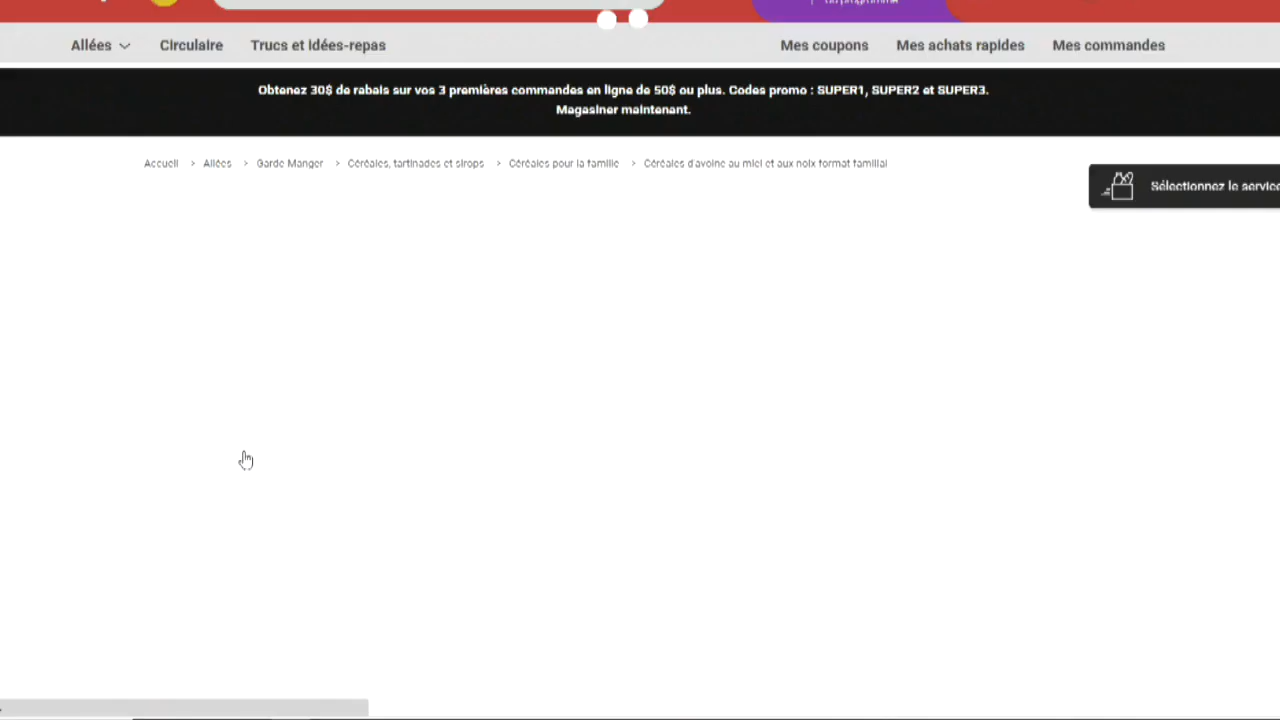 Allées Circulaire Trucs et idées-repas Mes coupons Mes achats rapides Mes commandes
Obtenez 30$ de rabais sur vos 3 premières commandes en ligne de 50$ ou plus. Codes promo : SUPER1, SUPER2 et SUPER3.
Magasiner maintenant.
Accueil > Allées > Garde Manger > Céréales, tartinades et sirops > Céréales pour la famille > Céréales d'avoine au miel et aux noix format familial
Sélectionnez le service